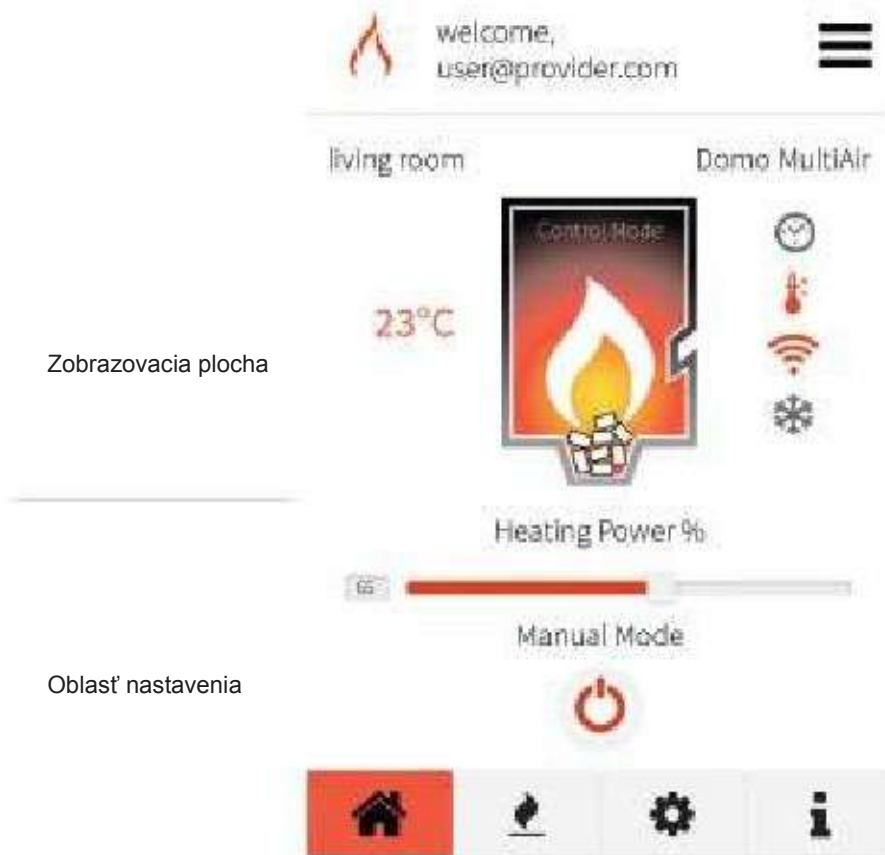 welcome,
user@provider.com
living room
Domo MultiAir
Control Mode
23°C
Zobrazovacia plocha
Heating Power %
Manual Mode
Oblasť nastavenia